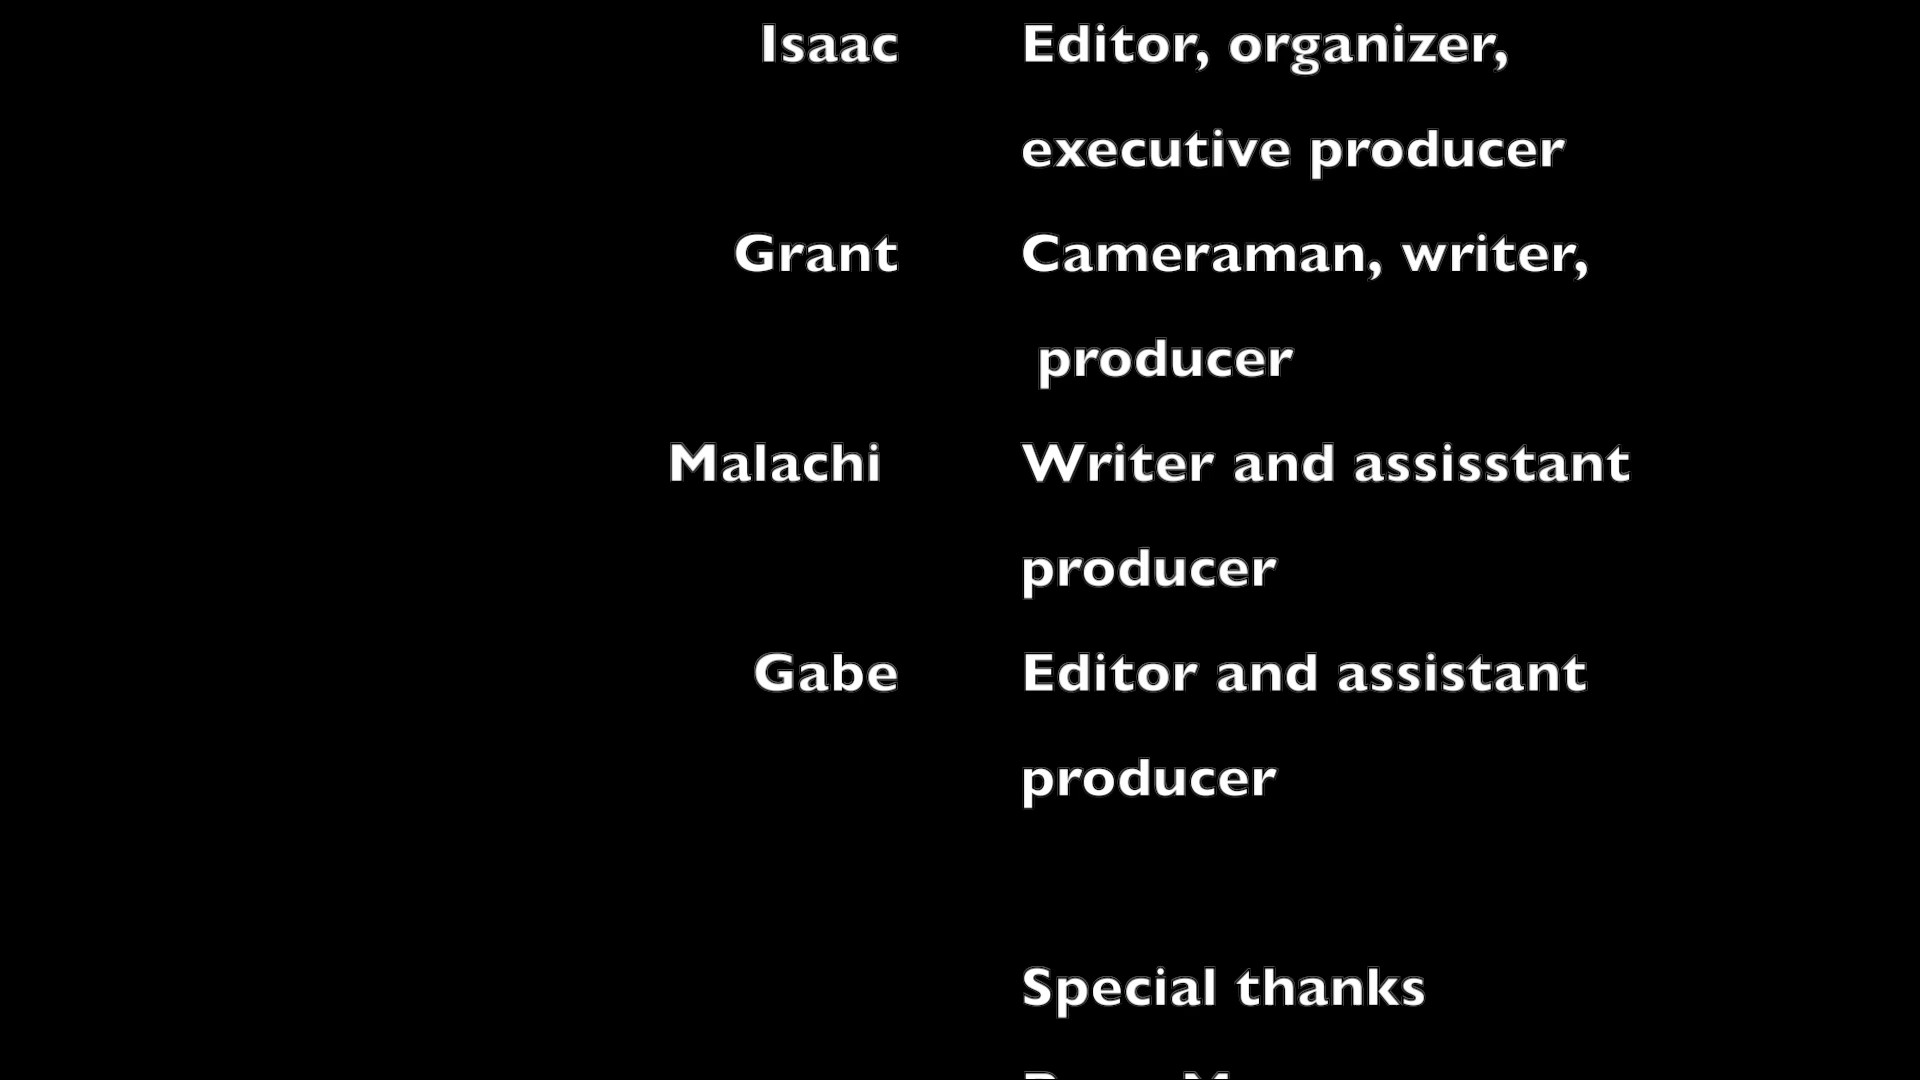 Isaac Editor, organizer,
executive producer
Grant Cameraman, writer,
producer
Malachi Writer and assisstant
producer
Gabe Editor and assistant
producer
Special thanks